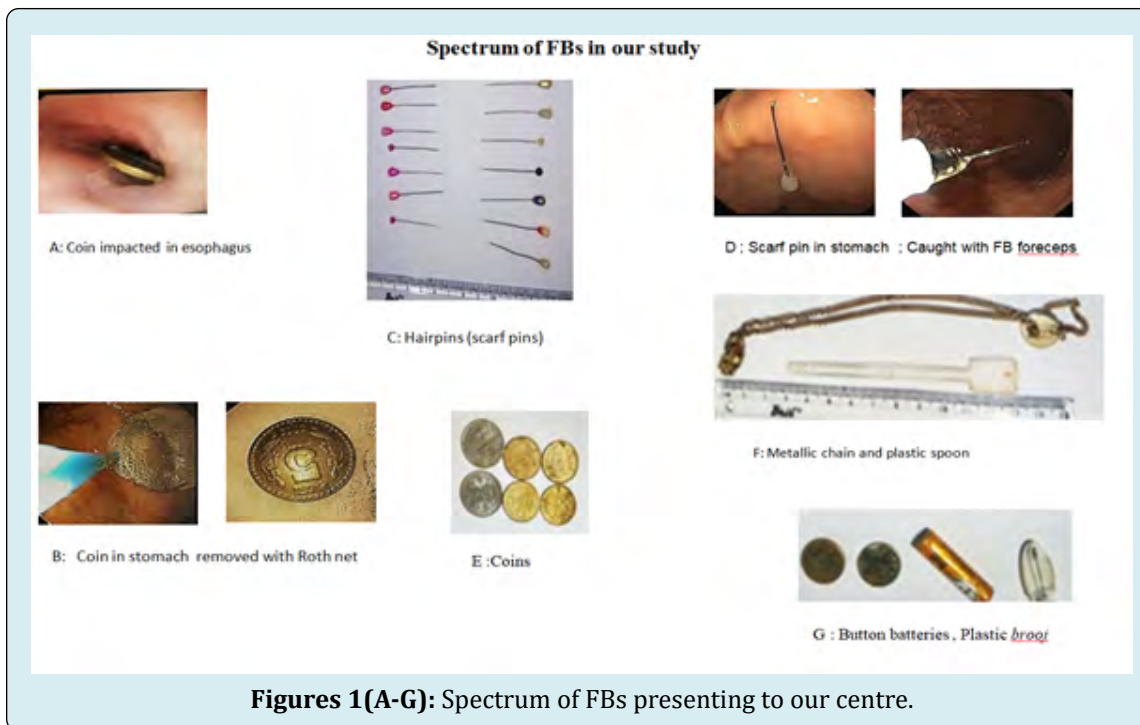 Spectrum of FBs in our study
A: Coin impacted in esophagus
C: Hairpins (scarf pins)
D ; Scarf pin in stomach ; Caught with FB foreceps
B: Coin in stomach removed with Roth net
E :Coins
F: Metallic chain and plastic spoon
G : Button batteries , Plastic brooj
Figures 1(A-G): Spectrum of FBs presenting to our centre.